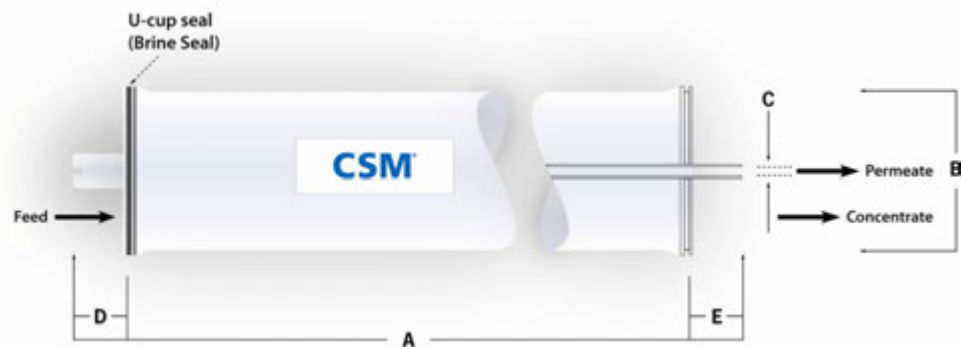 U-cup seal
(Brine Seal)
CSM
C
B
Permeate
Feed
Concentrate
D
A
E